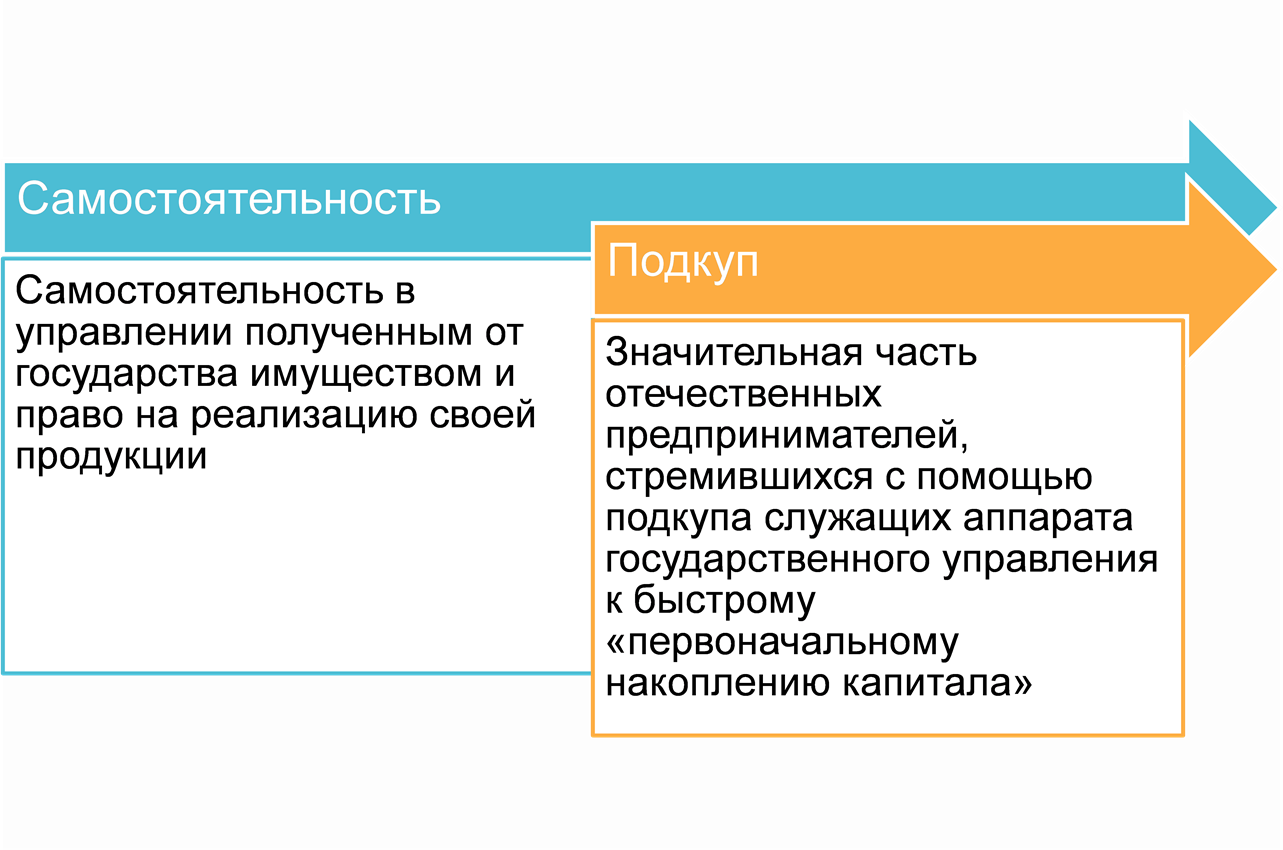 Самостоятельность
Самостоятельность в
управлении полученным от
государства имуществом и
право на реализацию своей
продукции
Подкуп
Значительная часть
отечественных
предпринимателей,
стремившихся с помощью
подкупа служащих аппарата
государственного управления
к быстрому
«первоначальному
накоплению капитала»